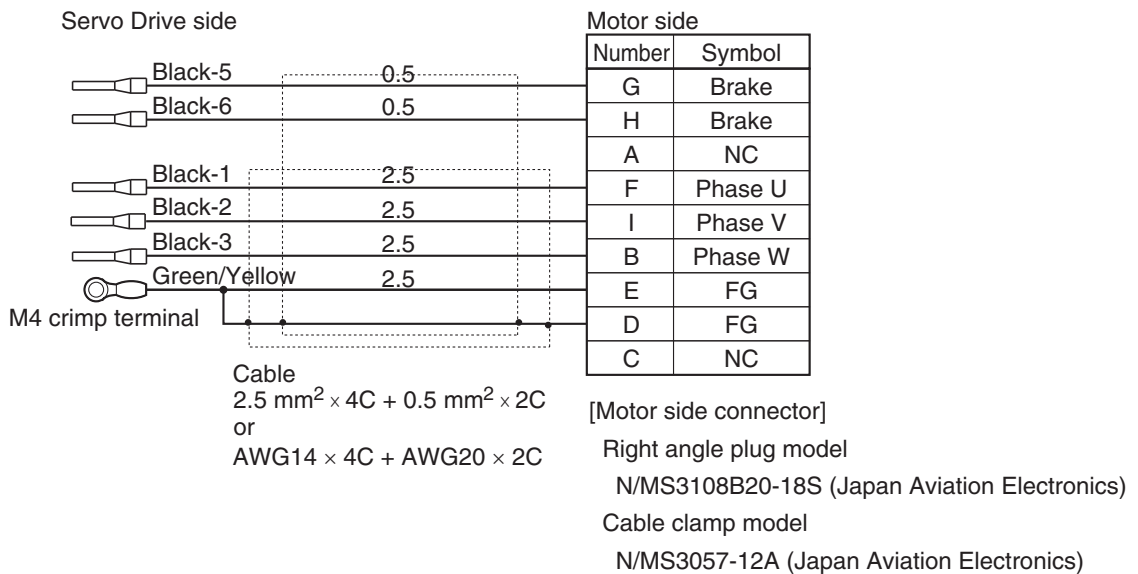 Servo Drive side
Motor side
Number Symbol
Black-5 0.5 G Brake
Black-6 0.5 H Brake
A NC
Black-1 2.5 F Phase U
Black-2 2.5 I Phase V
Black-3 2.5 B Phase W
Green/Yellow 2.5 E FG
M4 crimp terminal D FG
C NC
Cable
2.5 mm² × 4C + 0.5 mm² × 2C
or
AWG14 × 4C + AWG20 × 2C
[Motor side connector]
Right angle plug model
N/MS3108B20-18S (Japan Aviation Electronics)
Cable clamp model
N/MS3057-12A (Japan Aviation Electronics)